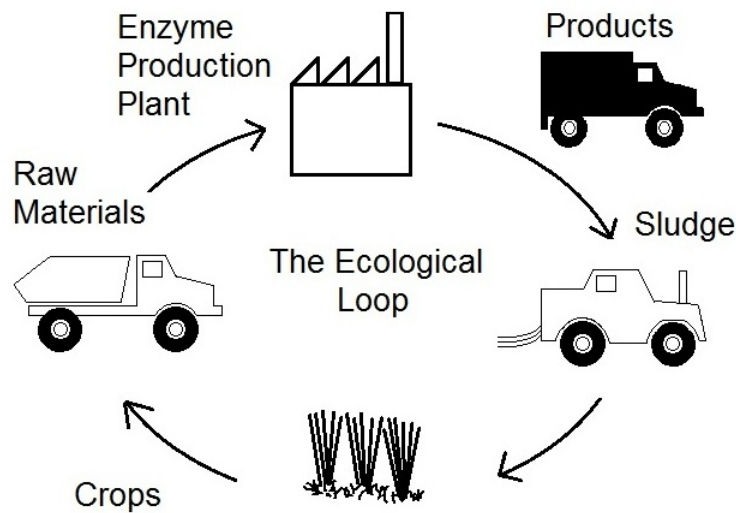 Enzyme
Production
Plant
Products
Raw
Materials
Sludge
The Ecological
Loop
Crops